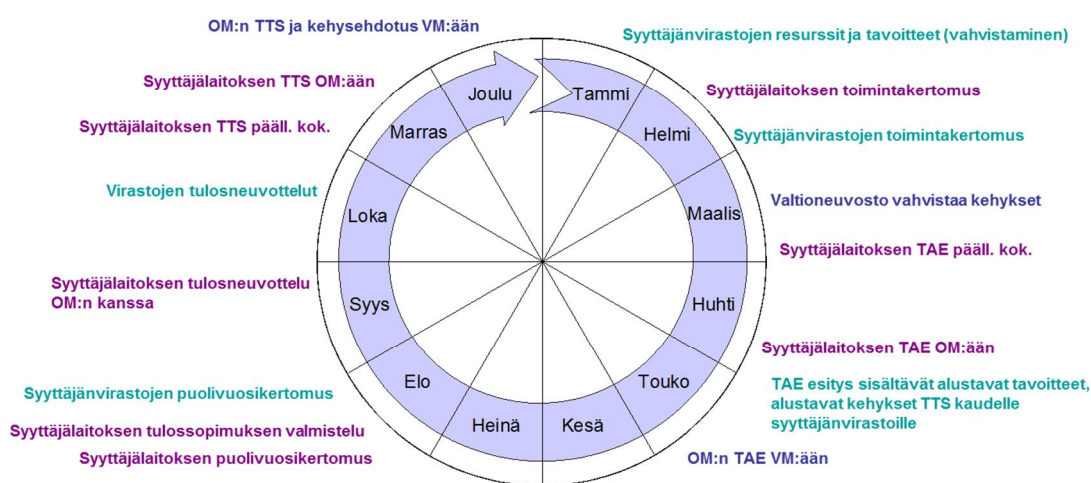 OM:n TTS ja kehysehdotus VM:ään
Syyttäjänvirastojen resurssit ja tavoitteet (vahvistaminen)
Syyttäjälaitoksen TTS OM:ään
Syyttäjälaitoksen toimintakertomus
Syyttäjälaitoksen TTS pääll. kok.
Syyttäjänvirastojen toimintakertomus
Virastojen tulosneuvottelut
Valtioneuvosto vahvistaa kehykset
Syyttäjälaitoksen TAE pääll. kok.
Syyttäjälaitoksen tulosneuvottelu
OM:n kanssa
Syyttäjälaitoksen TAE OM:ään
Syyttäjänvirastojen puolivuosikertomus
TAE esitys sisältävät alustavat tavoitteet,
alustavat kehykset TTS kaudelle
syyttäjänvirastoille
Syyttäjälaitoksen tulossopimuksen valmistelu
Syyttäjälaitoksen puolivuosikertomus
OM:n TAE VM:ään
Tammi
Helmi
Maalis
Huhti
Touko
Kesä
Heinä
Elo
Syys
Loka
Marras
Joulu